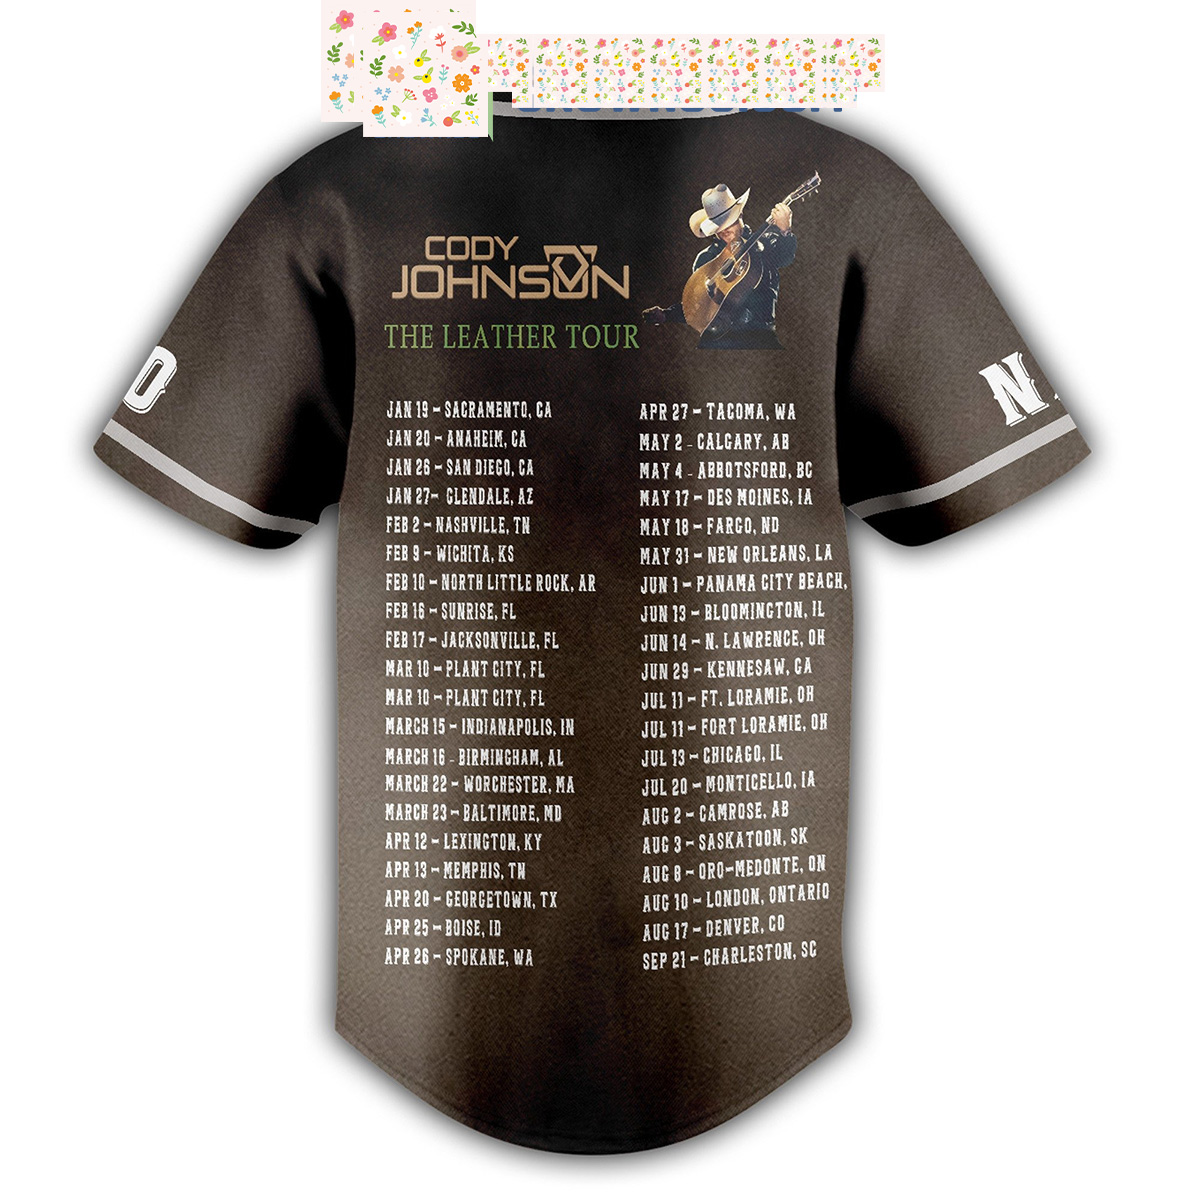 CODY
JOHNSON
THE LEATHER TOUR
JAN 19 - SACRAMENTO, CA
JAN 20 - ANAHEIM, CA
JAN 26 - SAN DIEGO, CA
JAN 27- GLENDALE, AZ
FEB 2 - NASHVILLE, TN
FEB 9 - WICHITA, KS
FEB 10 - NORTH LITTLE ROCK, AR
FEB 16 - SUNRISE, FL
FEB 17 - JACKSONVILLE, FL
MAR 10 - PLANT CITY, FL
MAR 10 - PLANT CITY, FL
MARCH 15 - INDIANAPOLIS, IN
MARCH 16 - BIRMINGHAM, AL
MARCH 22 - WORCHESTER, MA
MARCH 23 - BALTIMORE, MD
APR 12 - LEXINGTON, KY
APR 13 - MEMPHIS, TN
APR 20 - GEORGETOWN, TX
APR 25 - BOISE, ID
APR 26 - SPOKANE, WA
APR 27 - TACOMA, WA
MAY 2 - CALGARY, AB
MAY 4 - ABBOTSFORD, BC
MAY 17 - DES MOINES, IA
MAY 18 - FARGO, ND
MAY 31 - NEW ORLEANS, LA
JUN 1 - PANAMA CITY BEACH,
JUN 13 - BLOOMINGTON, IL
JUN 14 - N. LAWRENCE, OH
JUN 29 - KENNESAW, GA
JUL 11 - FT. LORAMIE, OH
JUL 11 - FORT LORAMIE, OH
JUL 13 - CHICAGO, IL
JUL 20 - MONTICELLO, IA
AUG 2 - CAMROSE, AB
AUG 3 - SASKATOON, SK
AUG 8 - ORO-MEDONTE, ON
AUG 10 - LONDON, ONTARIO
AUG 17 - DENVER, CO
SEP 21 - CHARLESTON, SC